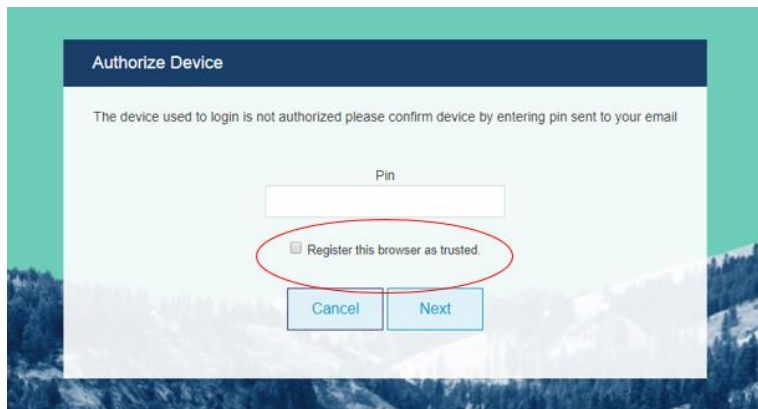 Authorize Device
The device used to login is not authorized please confirm device by entering pin sent to your email
Pin
Register this browser as trusted.
Cancel
Next